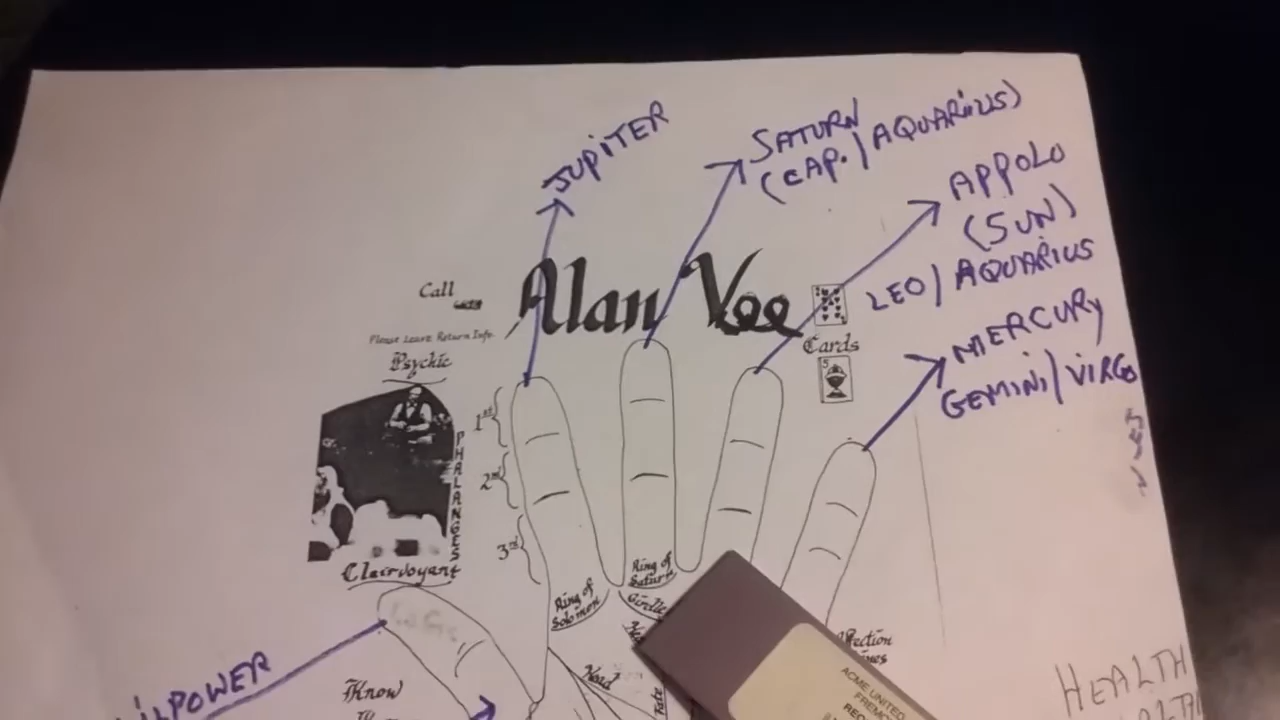 JUPITER
SATURN
(CAP. / AQUARIUS)
APPOLO
(SUN)
LEO / AQUARIUS
MERCURY
GEMINI / VIRGO
Call
Alan Vee
Please Leave Return Info.
Psychic
Cards
PHALANGES
1st
2nd
3rd
Clairvoyant
Ring of
Solomon
Ring of
Saturn
Girdle
Head
Fate
Know
HEALTH
ACME UNITED